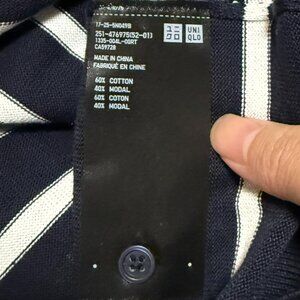 251-476975(52-01)
CA59728
MADE IN CHINA
FABRIQUÉ EN CHINE
60% COTTON
40% MODAL
60% COTON
40% MODAL
ユニ
クロ
UNI
QLO